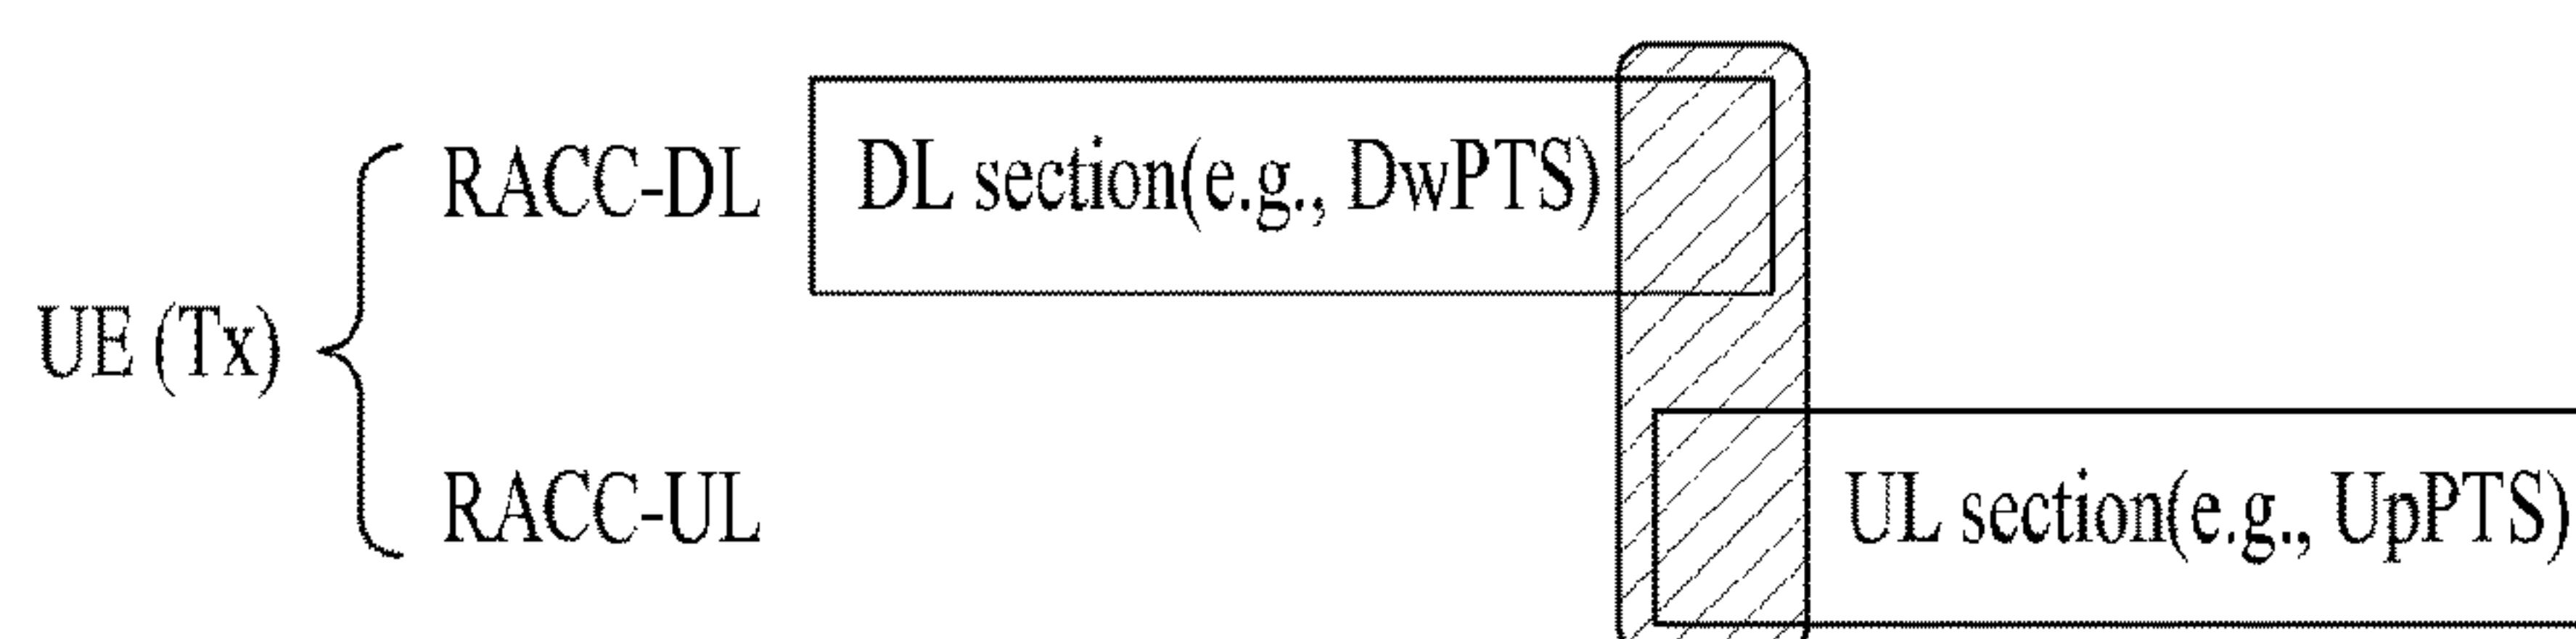 RACC-DL
DL section(e.g., DwPTS)
UE (Tx)
RACC-UL
UL section(e.g., UpPTS)